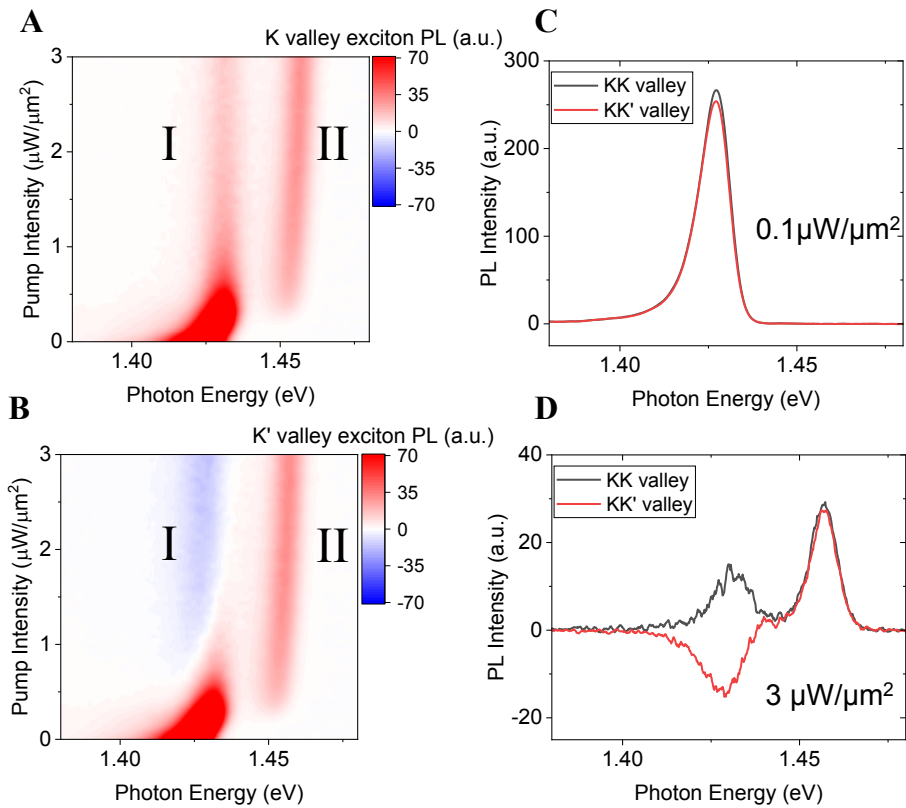 A
K valley exciton PL (a.u.)
Pump Intensity (μW/μm²)
3
2
1
0
I
II
70
35
0
-35
-70
1.40
1.45
Photon Energy (eV)
B
K' valley exciton PL (a.u.)
Pump Intensity (μW/μm²)
3
2
1
0
I
II
70
35
0
-35
-70
1.40
1.45
Photon Energy (eV)
C
PL Intensity (a.u.)
300
200
100
0
KK valley
KK' valley
0.1μW/μm²
1.40
1.45
Photon Energy (eV)
D
PL Intensity (a.u.)
40
20
0
-20
KK valley
KK' valley
3 μW/μm²
1.40
1.45
Photon Energy (eV)